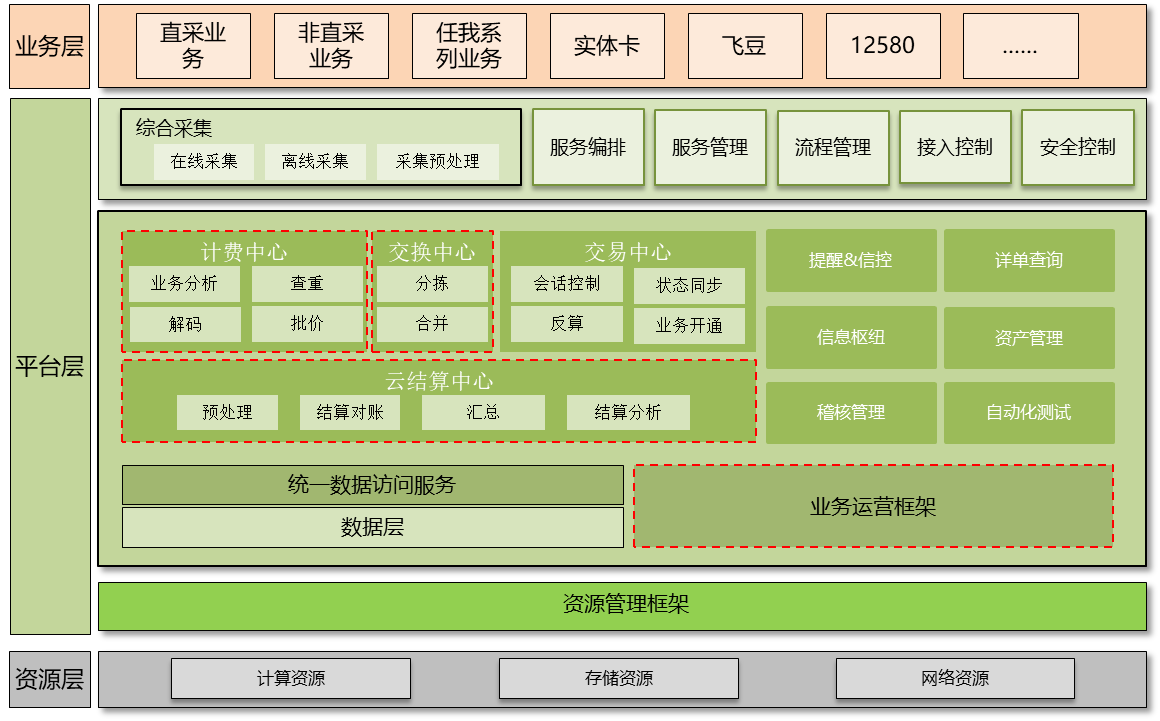 业务层
直采业
务
非直采
业务
任我系
列业务
实体卡
飞豆
12580
......
平台层
综合采集
在线采集
离线采集
采集预处理
服务编排
服务管理
流程管理
接入控制
安全控制
计费中心
业务分析
查重
解码
批价
交换中心
分拣
合并
交易中心
会话控制
状态同步
反算
业务开通
提醒&信控
详单查询
信息枢纽
资产管理
稽核管理
自动化测试
云结算中心
预处理
结算对账
汇总
结算分析
统一数据访问服务
数据层
业务运营框架
资源管理框架
资源层
计算资源
存储资源
网络资源